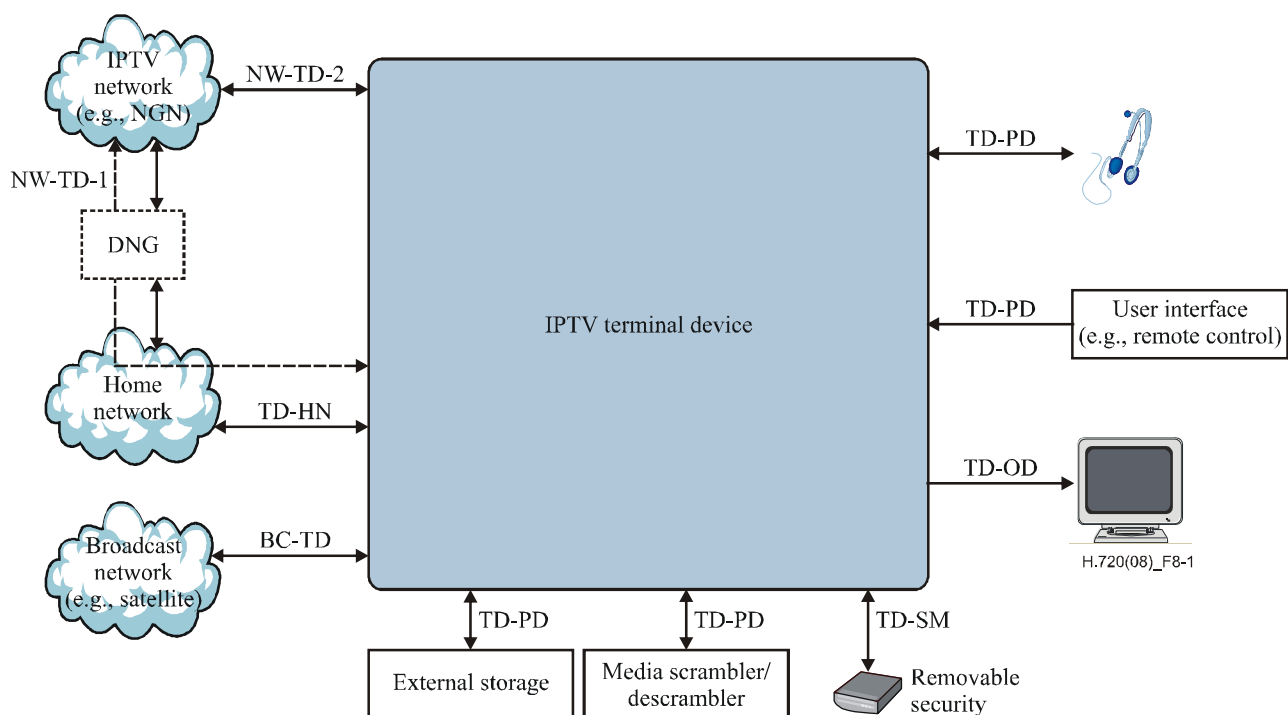 IPTV
network
(e.g., NGN)
NW-TD-2
NW-TD-1
DNG
Home
network
TD-HN
Broadcast
network
(e.g., satellite)
BC-TD
IPTV terminal device
TD-PD
TD-PD
User interface
(e.g., remote control)
TD-OD
H.720(08)_F8-1
TD-PD
External storage
TD-PD
Media scrambler/
descrambler
TD-SM
Removable
security